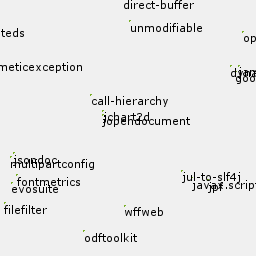 direct-buffer
unmodifiable
teds
op
meticexception
goo
call-hierarchy
jchart2d
jopendocument
jsondoc
multipartconfig
jul-to-slf4j
fontmetrics
javax.script
jpf
evosuite
filefilter
wffweb
odftoolkit